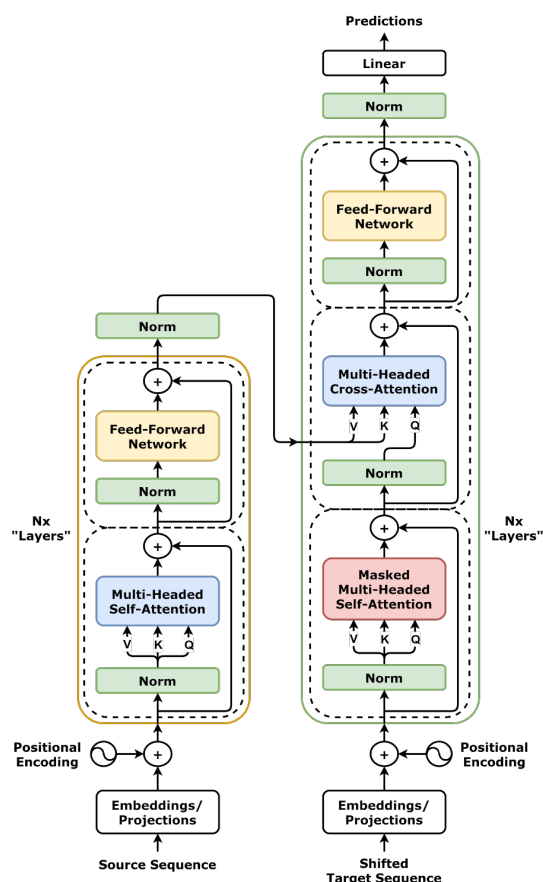 Predictions
Linear
Norm
+
Feed-Forward
Network
Norm
+
Multi-Headed
Cross-Attention
V K Q
Norm
+
Masked
Multi-Headed
Self-Attention
V K Q
Norm
Nx
"Layers"
+
Positional
Encoding
Embeddings/
Projections
Shifted
Target Sequence
Norm
+
Feed-Forward
Network
Norm
+
Multi-Headed
Self-Attention
V K Q
Norm
Nx
"Layers"
Positional
Encoding
+
Embeddings/
Projections
Source Sequence